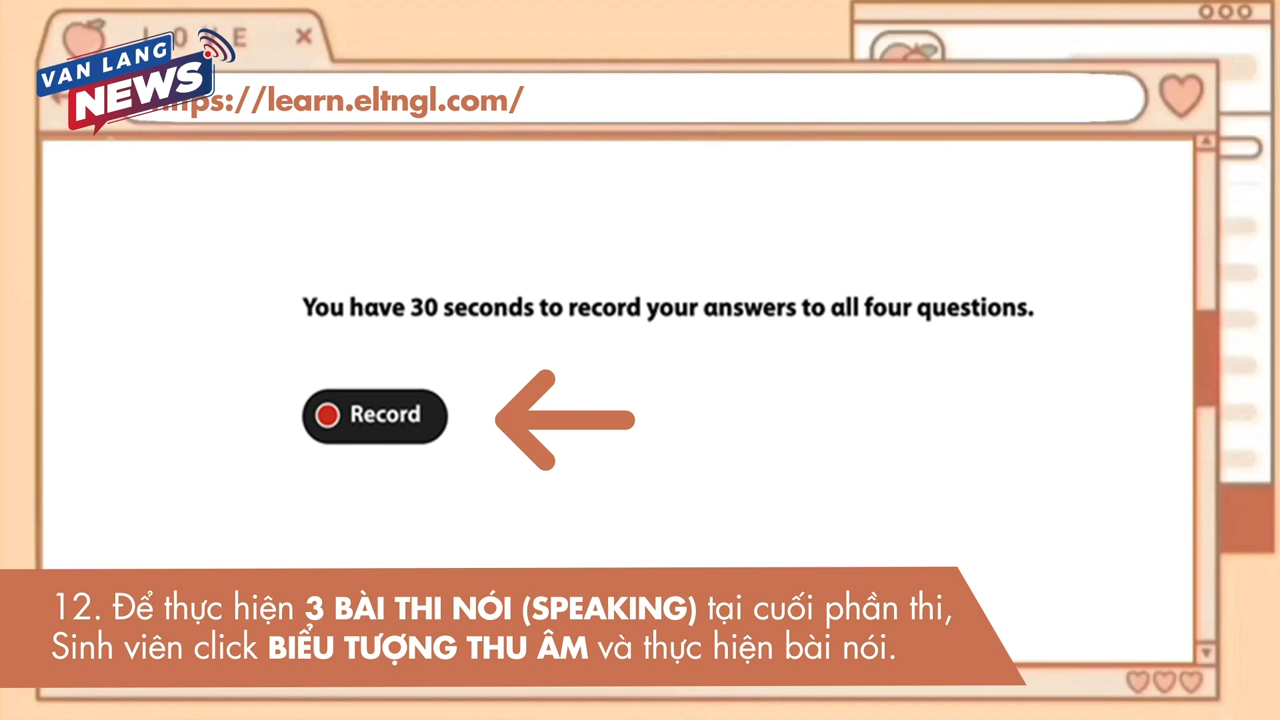 VAN LANG
NEWS
https://learn.eltngl.com/
You have 30 seconds to record your answers to all four questions.
Record
12. Để thực hiện 3 BÀI THI NÓI (SPEAKING) tại cuối phần thi,
Sinh viên click BIỂU TƯỢNG THU ÂM và thực hiện bài nói.